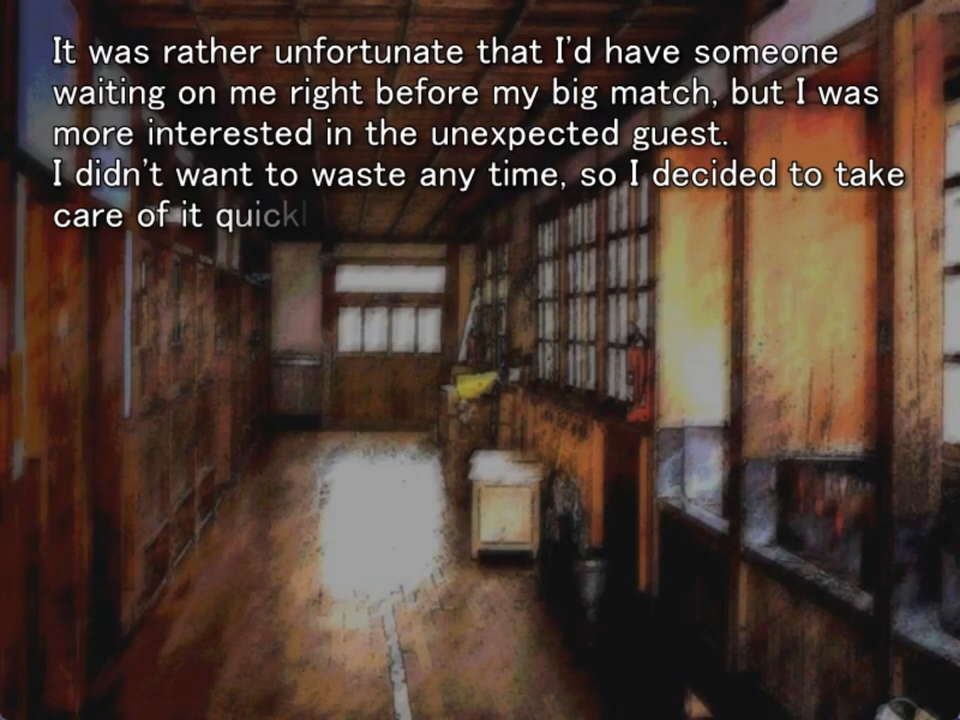 It was rather unfortunate that I'd have someone
waiting on me right before my big match, but I was
more interested in the unexpected guest.
I didn't want to waste any time, so I decided to take
care of it quickl